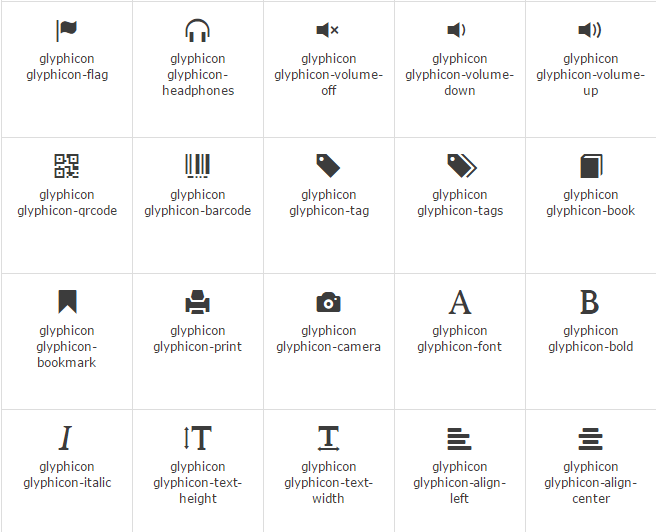 glyphicon
glyphicon-flag
glyphicon
glyphicon-
headphones
glyphicon
glyphicon-volume-
off
glyphicon
glyphicon-volume-
down
glyphicon
glyphicon-volume-
up
glyphicon
glyphicon-qrcode
glyphicon
glyphicon-barcode
glyphicon
glyphicon-tag
glyphicon
glyphicon-tags
glyphicon
glyphicon-book
glyphicon
glyphicon-
bookmark
glyphicon
glyphicon-print
glyphicon
glyphicon-camera
A
glyphicon
glyphicon-font
B
glyphicon
glyphicon-bold
I
glyphicon
glyphicon-italic
T
glyphicon
glyphicon-text-
height
T
glyphicon
glyphicon-text-
width
glyphicon
glyphicon-align-
left
glyphicon
glyphicon-align-
center